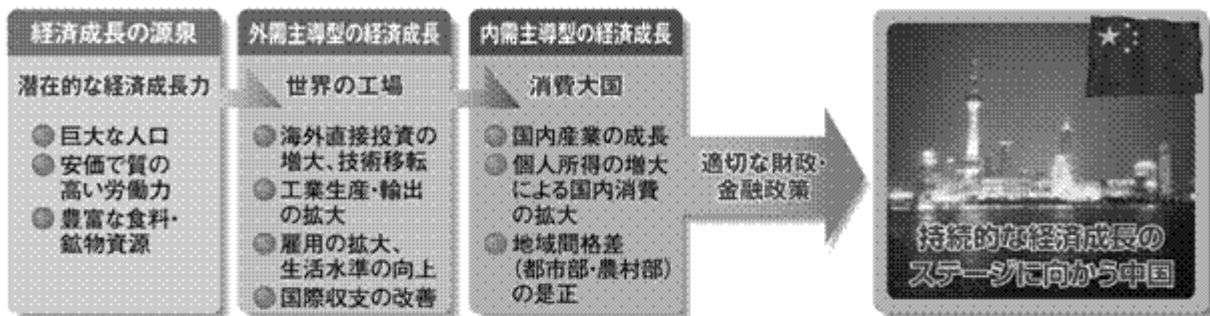 経済成長の源泉
潜在的な経済成長力
巨大な人口
安価で質の
高い労働力
豊富な食料・
鉱物資源
外需主導型の経済成長
世界の工場
海外直接投資の
増大、技術移転
工業生産・輸出
の拡大
雇用の拡大、
生活水準の向上
国際収支の改善
内需主導型の経済成長
消費大国
国内産業の成長
個人所得の増大
による国内消費
の拡大
地域間格差
(都市部・農村部)
の是正
適切な財政・
金融政策
持続的な経済成長の
ステージに向かう中国